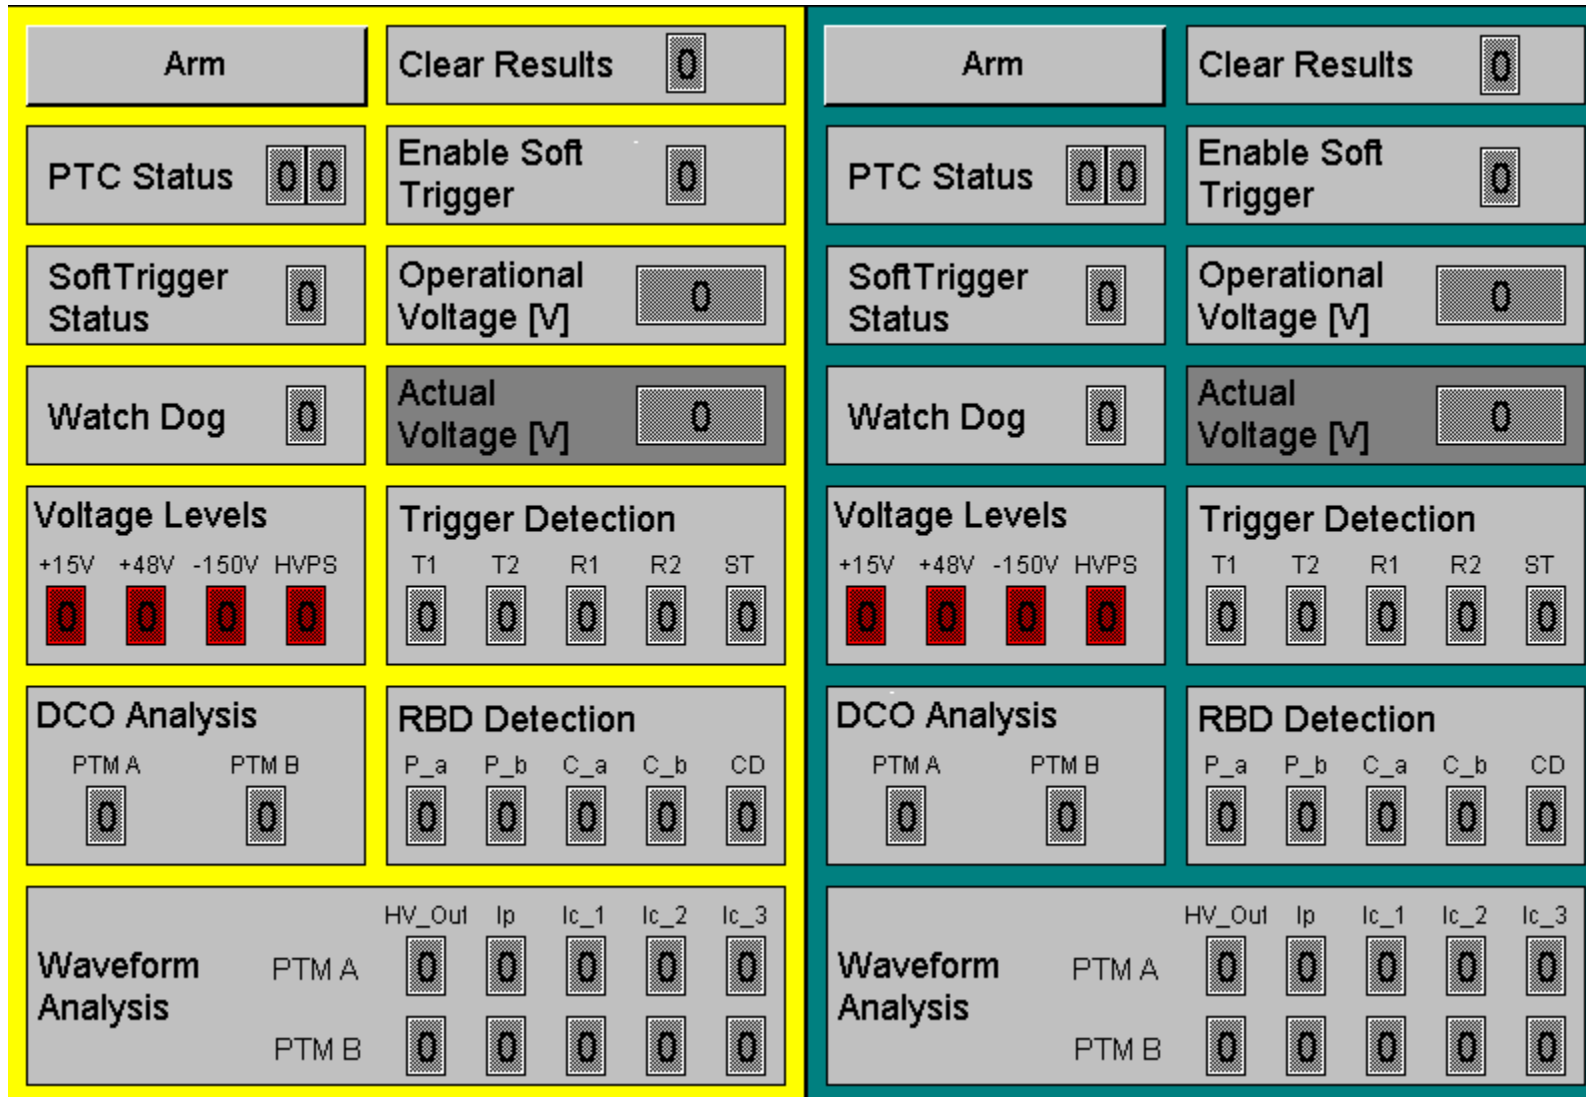 Arm
Clear Results 0
PTC Status 0 0
Enable Soft
Trigger 0
SoftTrigger
Status 0
Operational
Voltage [V] 0
Watch Dog 0
Actual
Voltage [V] 0
Voltage Levels
+15V +48V -150V HVPS
0 0 0 0
Trigger Detection
T1 T2 R1 R2 ST
0 0 0 0 0
DCO Analysis
PTM A PTM B
0 0
RBD Detection
P_a P_b C_a C_b CD
0 0 0 0 0
Waveform
Analysis
HV_Out Ip Ic_1 Ic_2 Ic_3
PTM A 0 0 0 0 0
PTM B 0 0 0 0 0
Arm
Clear Results 0
PTC Status 0 0
Enable Soft
Trigger 0
SoftTrigger
Status 0
Operational
Voltage [V] 0
Watch Dog 0
Actual
Voltage [V] 0
Voltage Levels
+15V +48V -150V HVPS
0 0 0 0
Trigger Detection
T1 T2 R1 R2 ST
0 0 0 0 0
DCO Analysis
PTM A PTM B
0 0
RBD Detection
P_a P_b C_a C_b CD
0 0 0 0 0
Waveform
Analysis
HV_Out Ip Ic_1 Ic_2 Ic_3
PTM A 0 0 0 0 0
PTM B 0 0 0 0 0